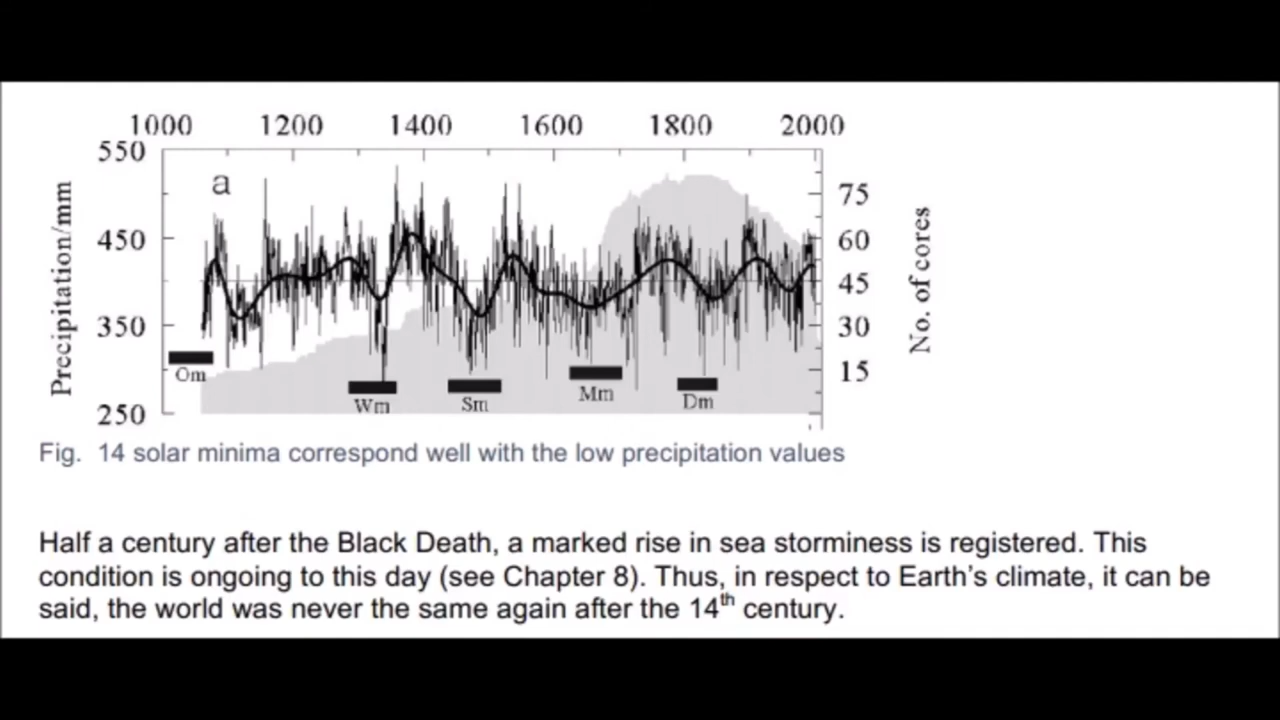 1000 1200 1400 1600 1800 2000
550
a
75
450
60
45
350
30
15
250
Precipitation/mm
No. of cores
Om
Wm
Sm
Mm
Dm
Fig. 14 solar minima correspond well with the low precipitation values
Half a century after the Black Death, a marked rise in sea storminess is registered. This
condition is ongoing to this day (see Chapter 8). Thus, in respect to Earth's climate, it can be
said, the world was never the same again after the 14th century.